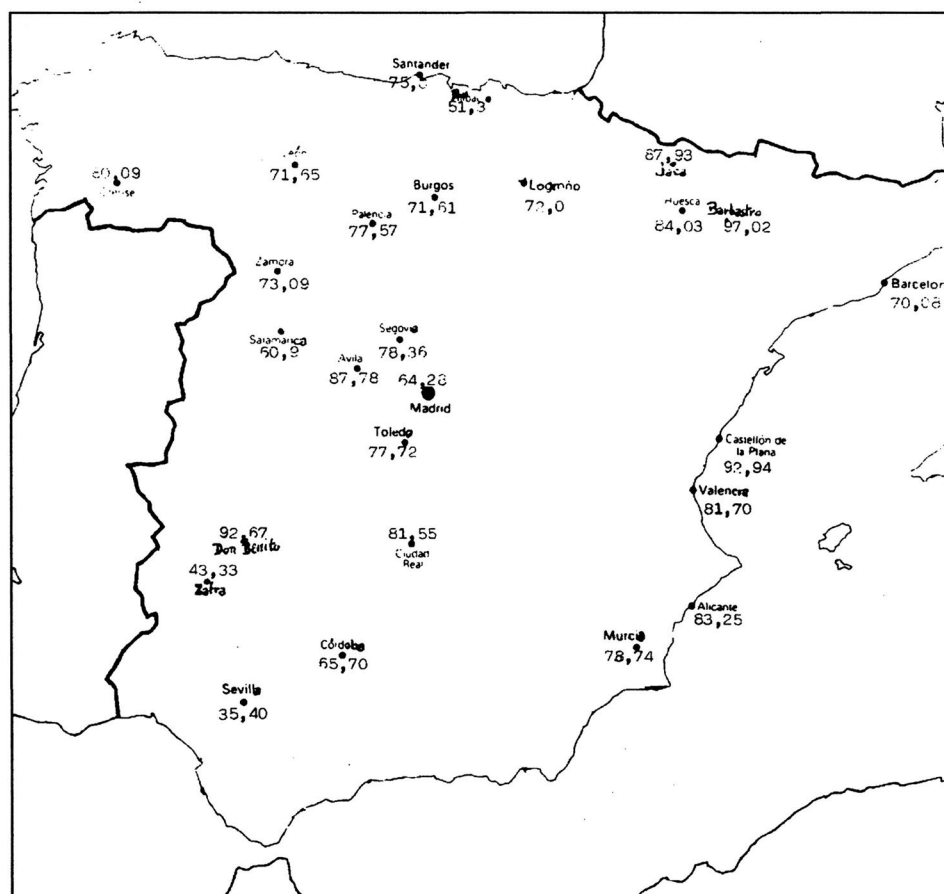 Santander
75,
51,3
León
71,65
80,09
Orense
Burgos
71,61
Logroño
72,0
87,93
Jaca
Huesca
84,03
Barbastro
97,02
Palencia
77,57
Zamora
73,09
Barcelon
70,08
Salamanca
60,9
Segovia
78,36
Avila
87,78
64,28
Madrid
Toledo
77,72
Castellón de
la Plana
92,94
Valencia
81,70
92,67
Don Benito
81,55
Ciudad
Real
43,33
Zafra
Alicante
83,25
Murcia
78,74
Córdoba
65,70
Sevilla
35,40